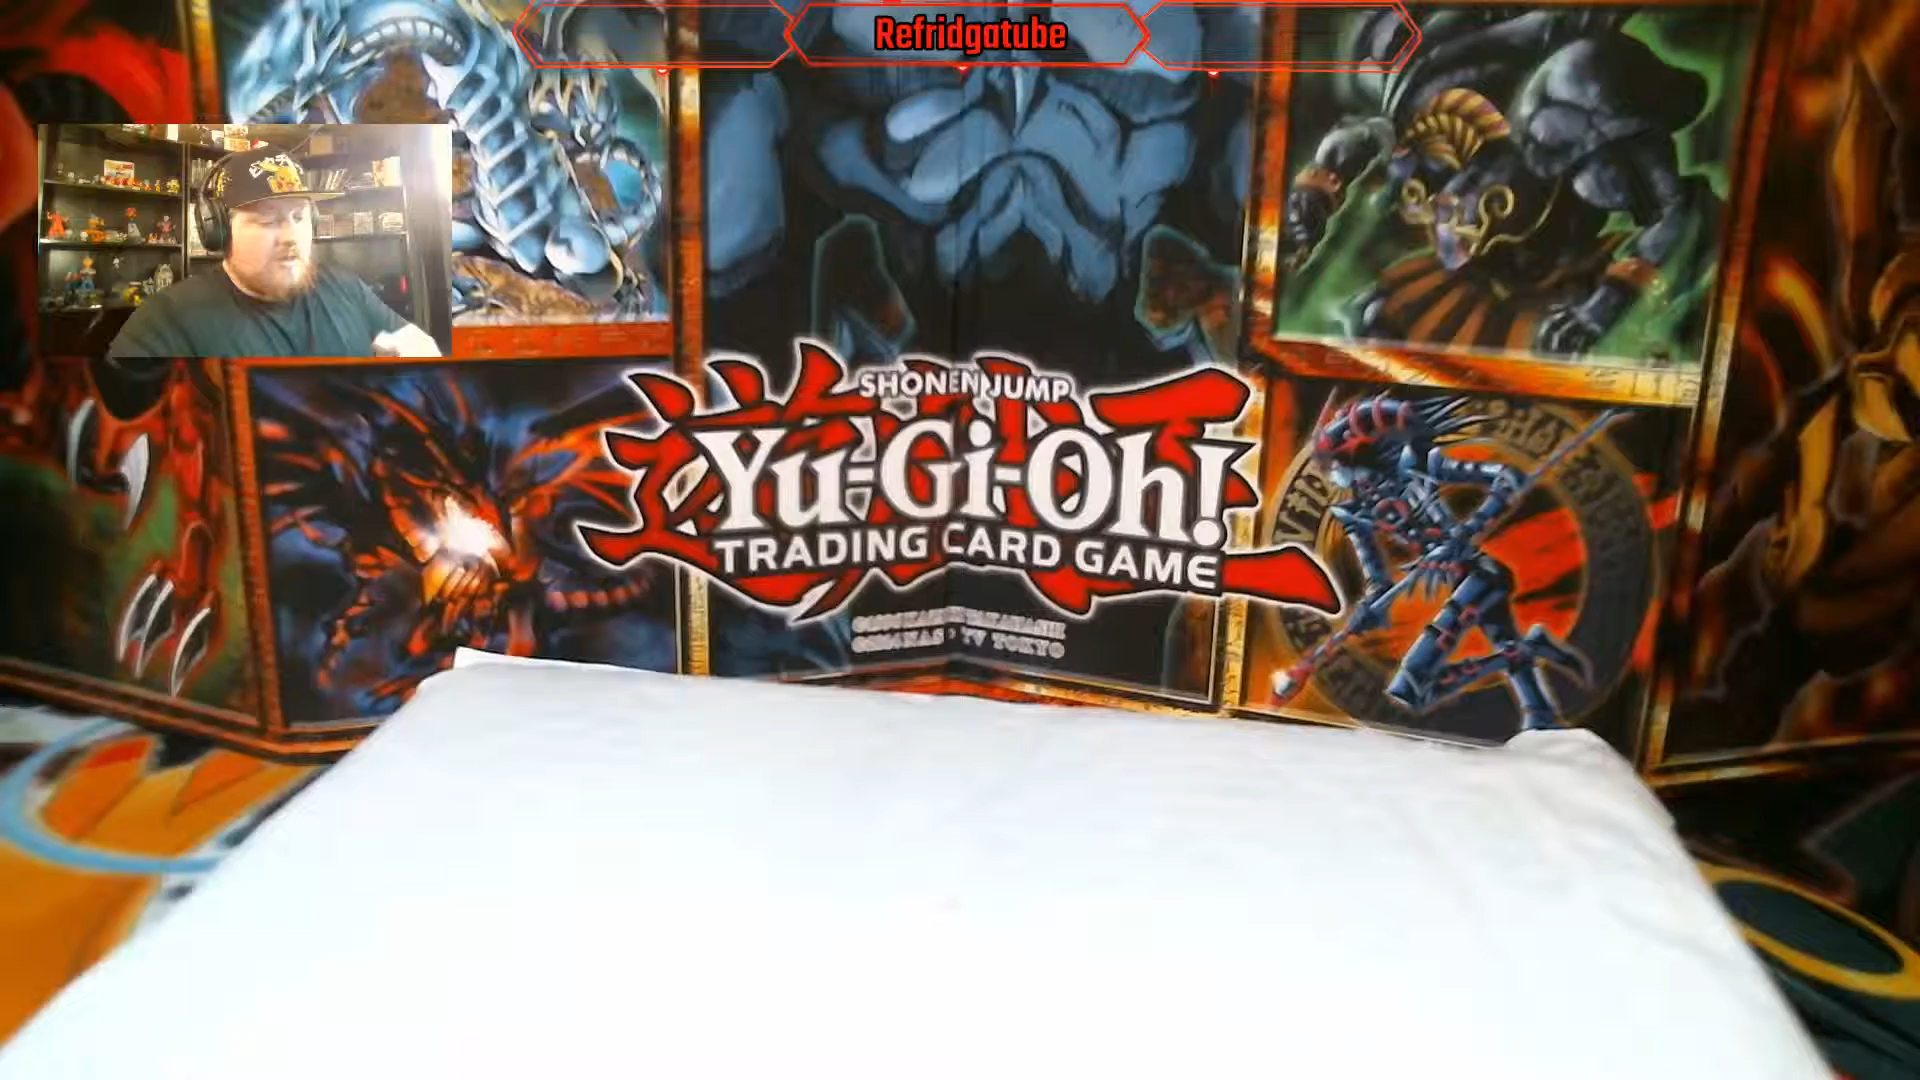 Refridgatube
SHONEN JUMP
Yu-Gi-Oh!
TRADING CARD GAME
TV TOKYO